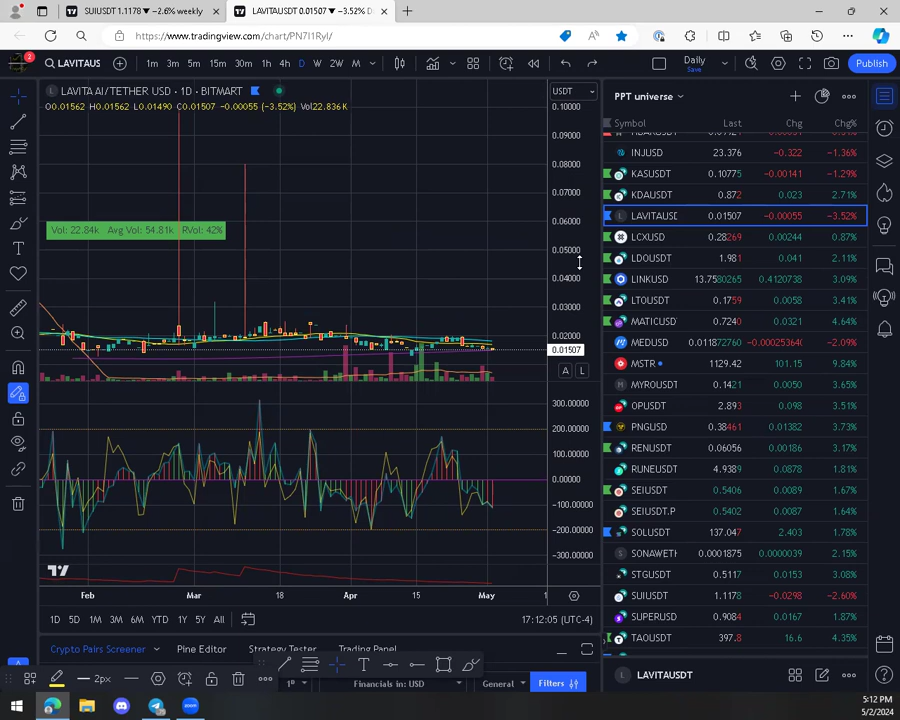 SUIUSDT 1.1178 ▼ −2.6% weekly
LAVITAUSDT 0.01507 ▼ −3.52% D
https://www.tradingview.com/chart/PN7I1RyI/
2
LAVITAUS
1m 3m 5m 15m 30m 1h 4h D W M
Daily
Save
Publish
LAVITA AI/TETHER USD · 1D · BITMART
O0.01562 H0.01562 L0.01490 C0.01507 −0.00055 (−3.52%) Vol22.836 K
USDT
Vol: 22.84k Avg Vol: 54.81k RVol: 42%
0.10000
0.09000
0.08000
0.07000
0.06000
0.05000
0.04000
0.03000
0.02000
0.01507
A L
300.00000
200.00000
100.00000
0.00000
−100.00000
−200.00000
−300.00000
Feb Mar 18 Apr 15 May 1
1D 5D 1M 3M 6M YTD 1Y 5Y All
17:12:05 (UTC-4)
PPT universe
Symbol Last Chg Chg%
INJUSD 23.376 −0.322 −1.36%
KASUSDT 0.10775 −0.00141 −1.29%
KDAUSDT 0.872 0.023 2.71%
LAVITAUSD 0.01507 −0.00055 −3.52%
LCXUSD 0.28269 0.00244 0.87%
LDOUSDT 1.981 0.041 2.11%
LINKUSD 13.7580265 0.4120738 3.09%
LTOUSDT 0.1759 0.0058 3.41%
MATICUSD 0.7240 0.0321 4.64%
MEDUSD 0.011872760 −0.00025364 −2.09%
MSTR 1129.42 101.15 9.84%
MYROUSDT 0.1421 0.0050 3.65%
OPUSDT 2.893 0.098 3.51%
PNGUSD 0.38461 0.01382 3.73%
RENUSDT 0.06056 0.00186 3.17%
RUNEUSDT 4.9389 0.0878 1.81%
SEIUSDT 0.5406 0.0089 1.67%
SEIUSDT.P 0.5402 0.0087 1.64%
SOLUSDT 137.047 2.403 1.78%
SONAWETH 0.0001875 0.0000039 2.15%
STGUSDT 0.5117 0.0153 3.08%
SUIUSDT 1.1178 −0.0298 −2.60%
SUPERUSD 0.9084 0.0167 1.87%
TAOUSDT 397.8 16.6 4.35%
LAVITAUSDT
Crypto Pairs Screener Pine Editor Strategy Tester Trading Panel
2px
1ᴰ
Financials in: USD
General
Filters
5:12 PM
5/2/2024